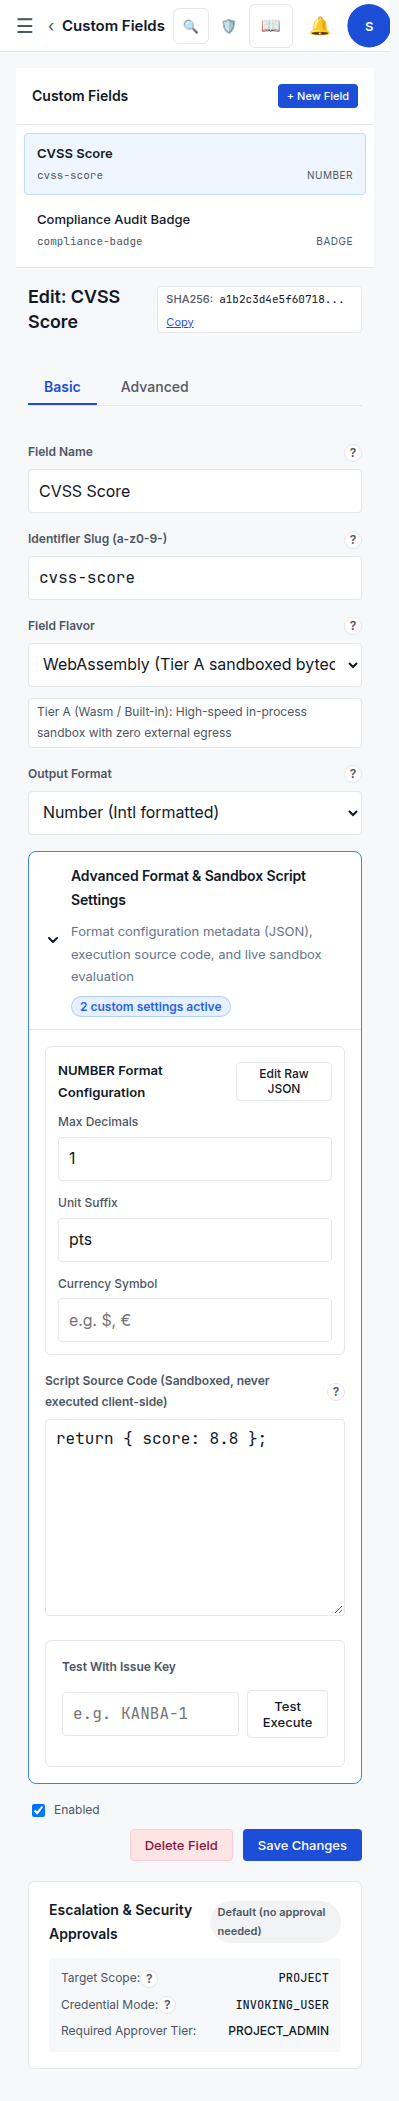 Custom Fields
S
Custom Fields
+ New Field
CVSS Score
cvss-score NUMBER
Compliance Audit Badge
compliance-badge BADGE
Edit: CVSS
Score
SHA256: a1b2c3d4e5f60718...
Copy
Basic Advanced
Field Name ?
CVSS Score
Identifier Slug (a-z0-9-) ?
cvss-score
Field Flavor ?
WebAssembly (Tier A sandboxed bytec
Tier A (Wasm / Built-in): High-speed in-process
sandbox with zero external egress
Output Format ?
Number (Intl formatted)
Advanced Format & Sandbox Script
Settings
Format configuration metadata (JSON),
execution source code, and live sandbox
evaluation
2 custom settings active
NUMBER Format
Configuration
Edit Raw
JSON
Max Decimals
1
Unit Suffix
pts
Currency Symbol
e.g. $, €
Script Source Code (Sandboxed, never
executed client-side)
?
return { score: 8.8 };
Test With Issue Key
e.g. KANBA-1
Test
Execute
Enabled
Delete Field Save Changes
Escalation & Security
Approvals
Default (no approval
needed)
Target Scope: ? PROJECT
Credential Mode: ? INVOKING_USER
Required Approver Tier: PROJECT_ADMIN